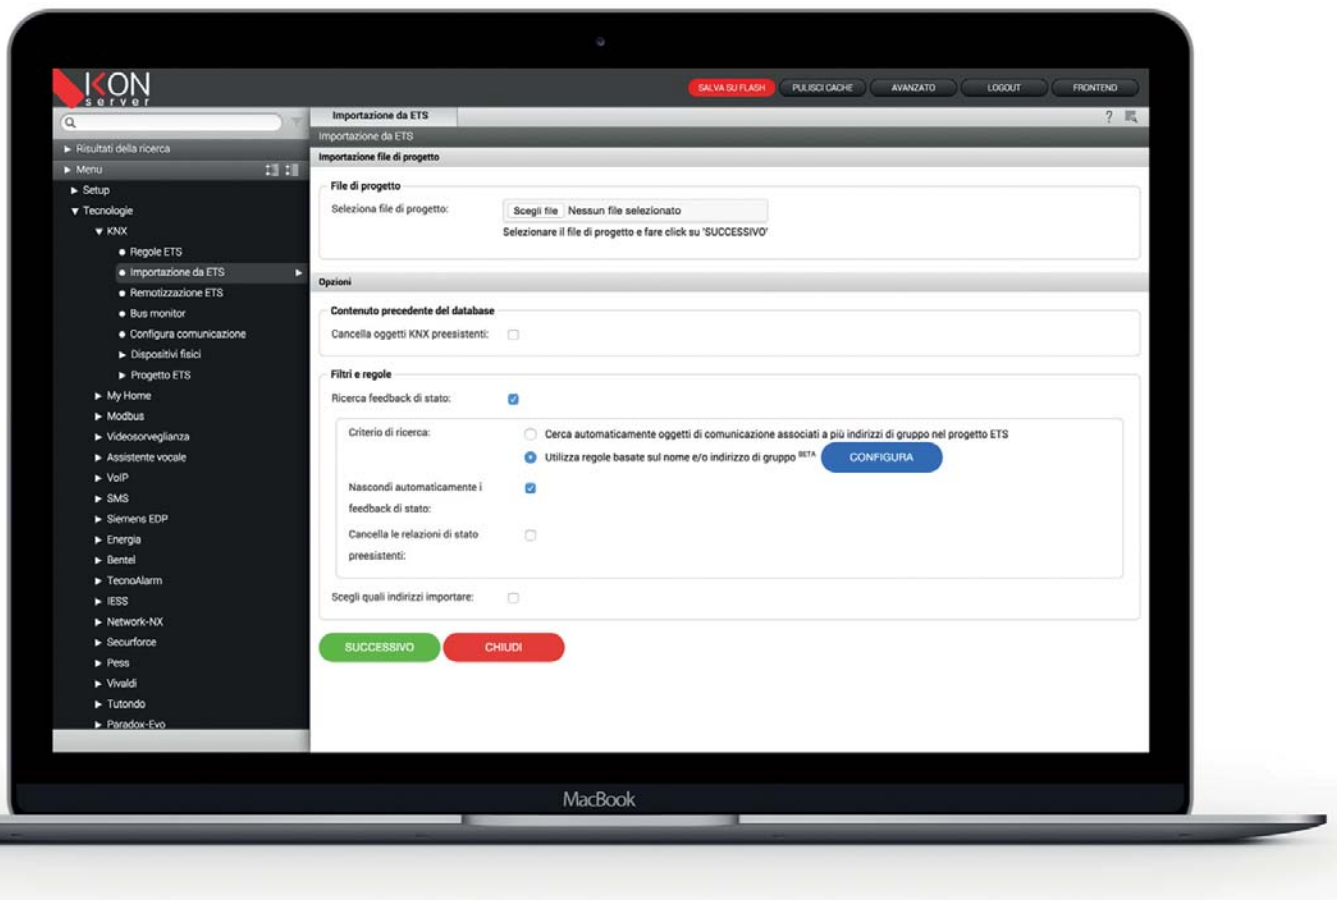 IKON
server
SALVA SU FLASH
PULISCI CACHE
AVANZATO
LOGOUT
FRONTEND
Importazione da ETS
?
Importazione da ETS
Risultati della ricerca
Menu
Setup
Tecnologie
KNX
Regole ETS
Importazione da ETS
Remotizzazione ETS
Bus monitor
Configura comunicazione
Dispositivi fisici
Progetto ETS
My Home
Modbus
Videosorveglianza
Assistente vocale
VoIP
SMS
Siemens EDP
Energia
Bentel
TecnoAlarm
IESS
Network-NX
Securforce
Pess
Vivaldi
Tutondo
Paradox-Evo
Importazione file di progetto
File di progetto
Seleziona file di progetto: Scegli file Nessun file selezionato
Selezionare il file di progetto e fare click su 'SUCCESSIVO'
Opzioni
Contenuto precedente del database
Cancella oggetti KNX preesistenti:
Filtri e regole
Ricerca feedback di stato:
Criterio di ricerca: Cerca automaticamente oggetti di comunicazione associati a più indirizzi di gruppo nel progetto ETS
Utilizza regole basate sul nome e/o indirizzo di gruppo BETA CONFIGURA
Nascondi automaticamente i
feedback di stato:
Cancella le relazioni di stato
preesistenti:
Scegli quali indirizzi importare:
SUCCESSIVO CHIUDI
MacBook